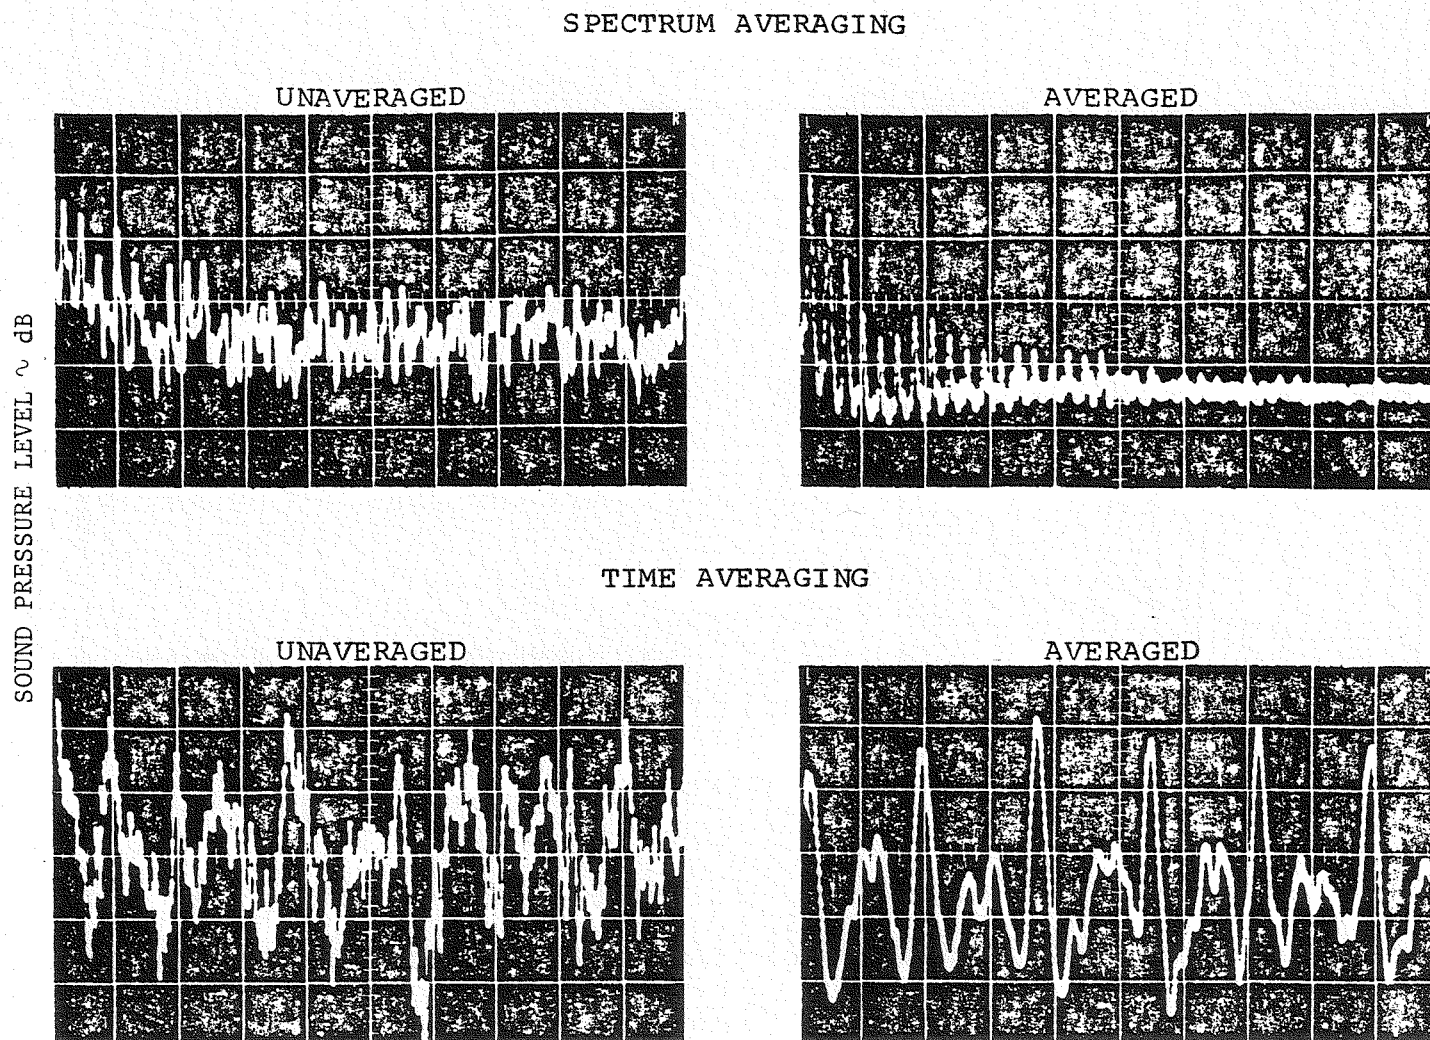 SPECTRUM AVERAGING
UNAVERAGED
AVERAGED
L
R
L
SOUND PRESSURE LEVEL ~ dB
TIME AVERAGING
UNAVERAGED
AVERAGED
L
R
L